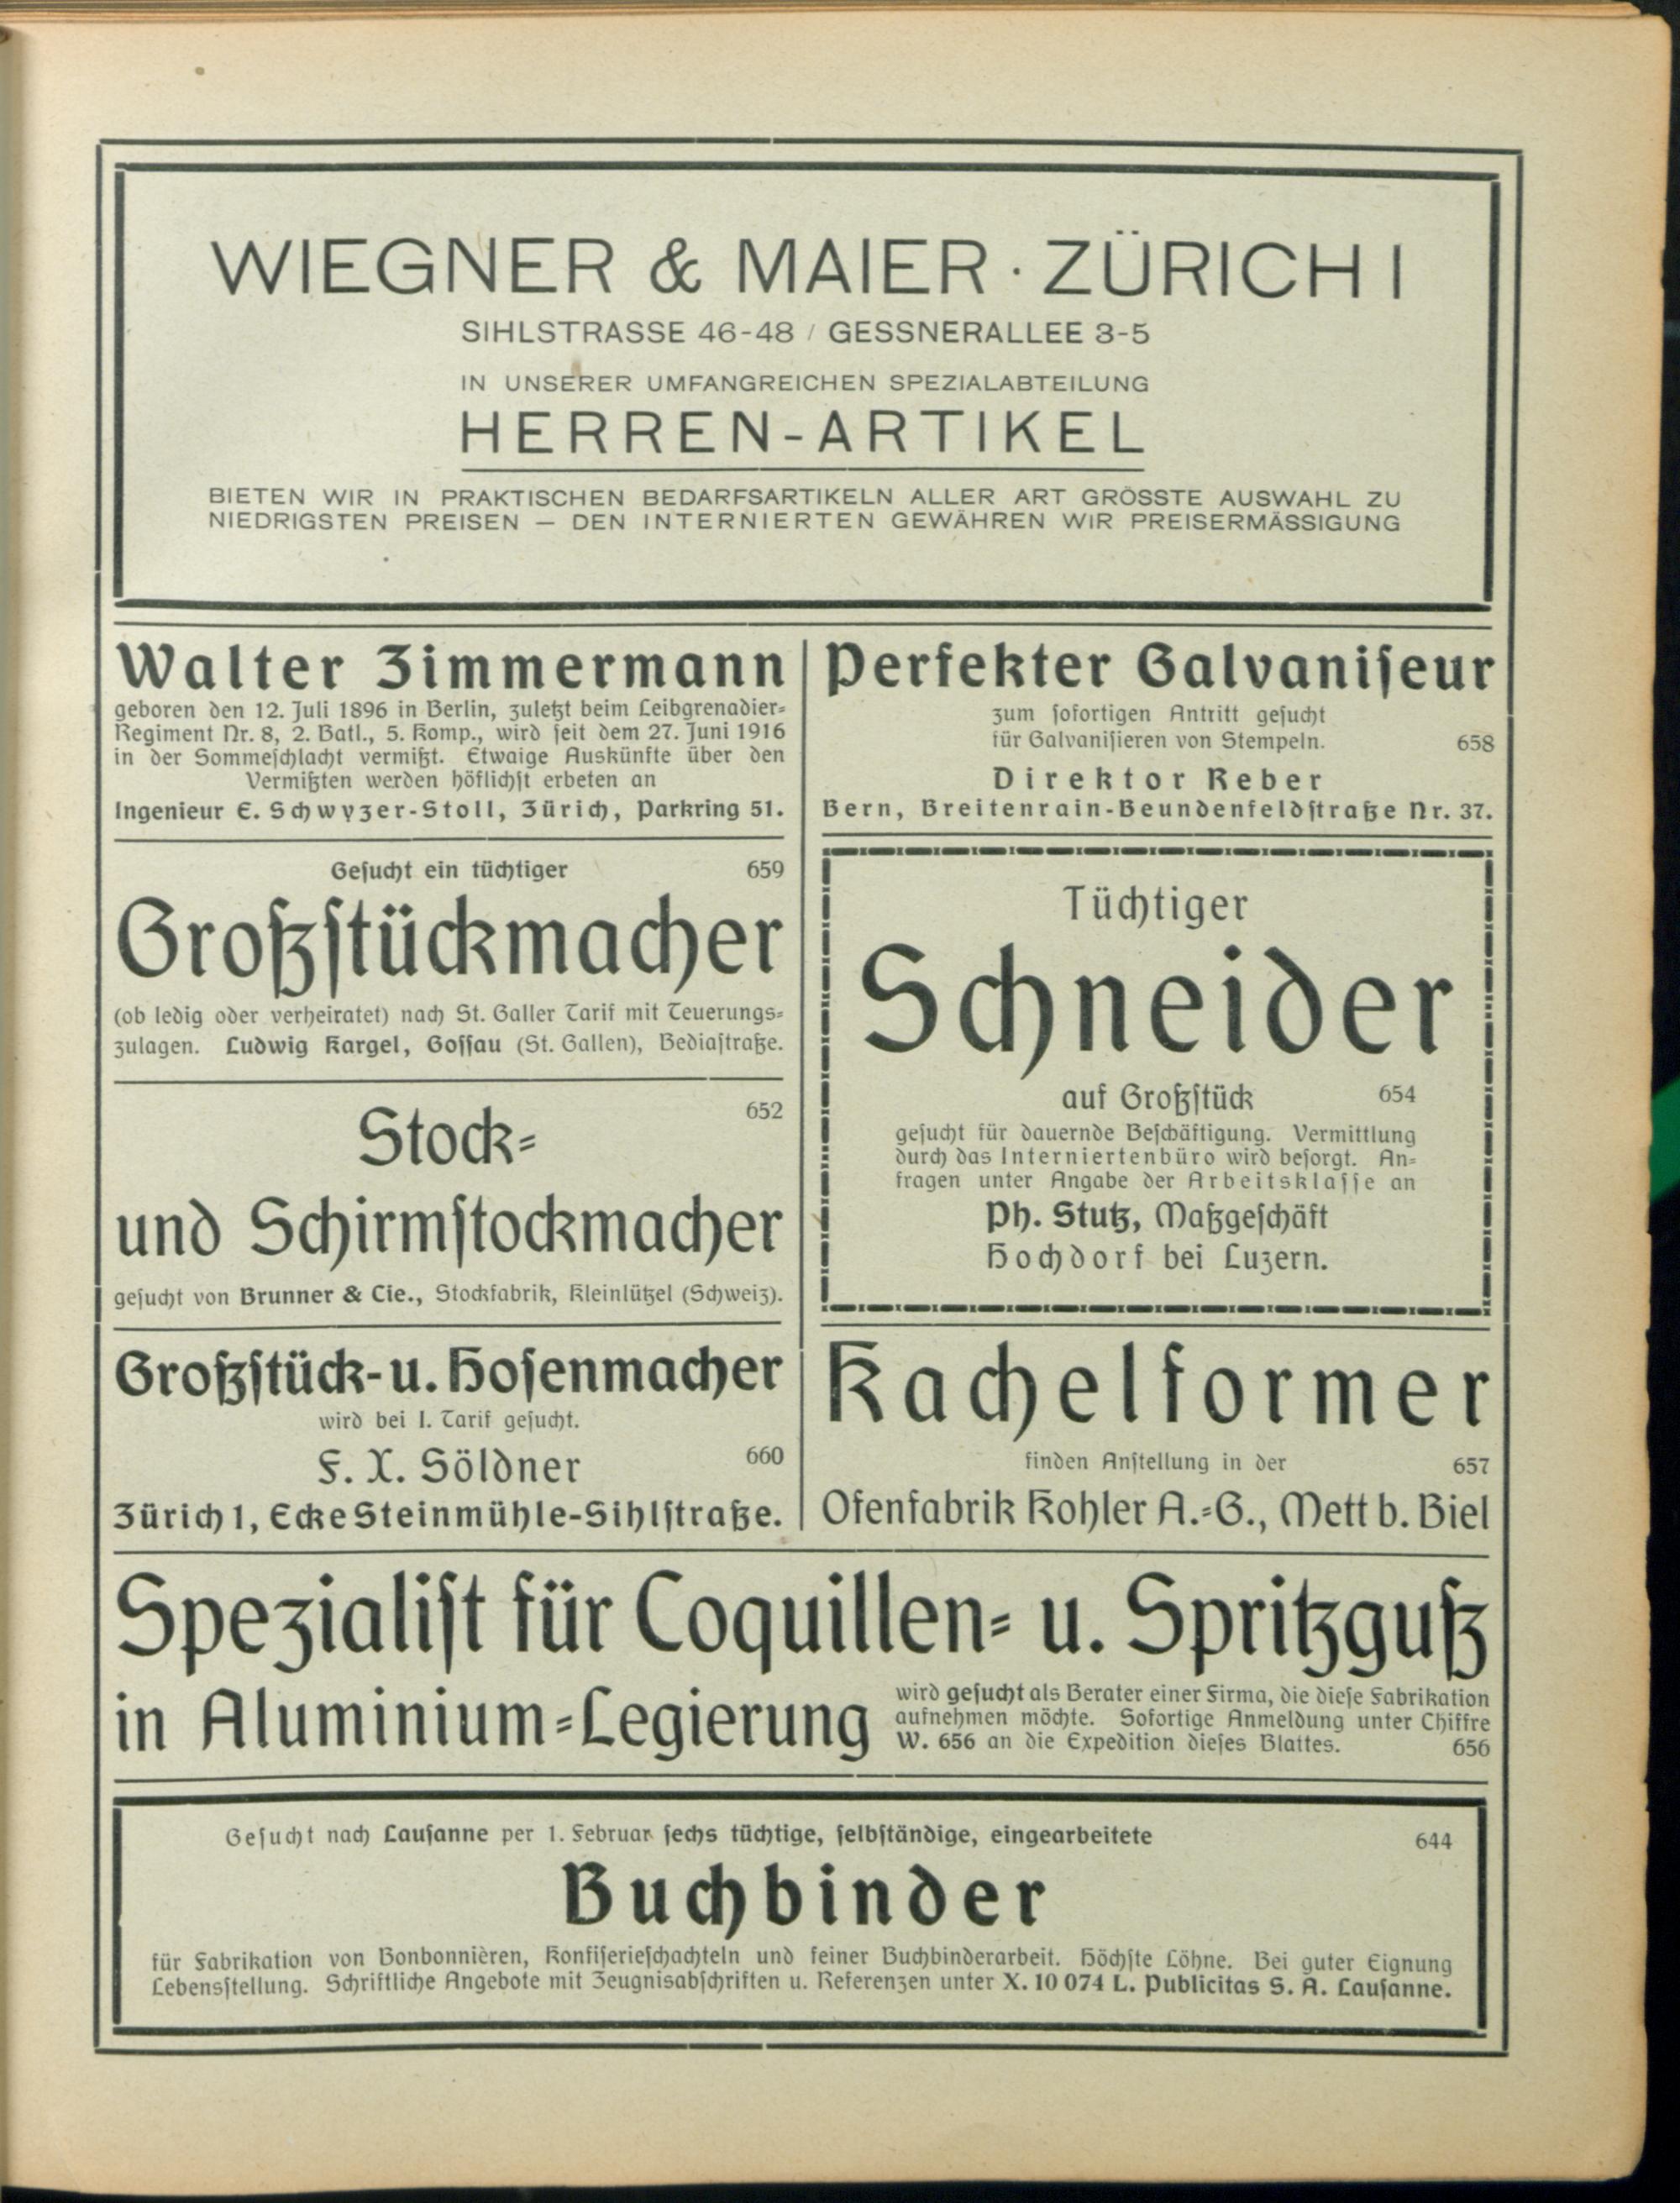 WIEGNER & MAIER · ZÜRICH I
SIHLSTRASSE 46-48 / GESSNERALLEE 3-5
IN UNSERER UMFANGREICHEN SPEZIALABTEILUNG
HERREN-ARTIKEL
BIETEN WIR IN PRAKTISCHEN BEDARFSARTIKELN ALLER ART GRÖSSTE AUSWAHL ZU
NIEDRIGSTEN PREISEN — DEN INTERNIERTEN GEWÄHREN WIR PREISERMÄSSIGUNG
Walter Zimmermann
geboren den 12. Juli 1896 in Berlin, zuletzt beim Leibgrenadier-
Regiment Nr. 8, 2. Batl., 5. Komp., wird seit dem 27. Juni 1916
in der Sommeschlacht vermißt. Etwaige Auskünfte über den
Vermißten werden höflichst erbeten an
Ingenieur E. Schwyzer-Stoll, Zürich, Parkring 51.
Gesucht ein tüchtiger 659
Großstückmacher
(ob ledig oder verheiratet) nach St. Galler Tarif mit Teuerungs-
zulagen. Ludwig Kargel, Gossau (St. Gallen), Bediastraße.
652
Stock-
und Schirmstockmacher
gesucht von Brunner & Cie., Stockfabrik, Kleinlützel (Schweiz).
Großstück- u. Hosenmacher
wird bei I. Tarif gesucht.
F. X. Söldner 660
Zürich 1, Ecke Steinmühle-Sihlstraße.
Perfekter Galvaniseur
zum sofortigen Antritt gesucht
für Galvanisieren von Stempeln. 658
Direktor Reber
Bern, Breitenrain-Beundenfeldstraße Nr. 37.
Tüchtiger
Schneider
auf Großstück 654
gesucht für dauernde Beschäftigung. Vermittlung
durch das Interniertenbüro wird besorgt. An-
fragen unter Angabe der Arbeitsklasse an
Ph. Stutz, Maßgeschäft
Hochdorf bei Luzern.
Kachelformer
finden Anstellung in der 657
Ofenfabrik Kohler A.-G., Mett b. Biel
Spezialist für Coquillen- u. Spritzguß
in Aluminium-Legierung
wird gesucht als Berater einer Firma, die diese Fabrikation
aufnehmen möchte. Sofortige Anmeldung unter Chiffre
W. 656 an die Expedition dieses Blattes. 656
Gesucht nach Lausanne per 1. Februar sechs tüchtige, selbständige, eingearbeitete 644
Buchbinder
für Fabrikation von Bonbonnièren, Konfiserieschachteln und feiner Buchbinderarbeit. Höchste Löhne. Bei guter Eignung
Lebensstellung. Schriftliche Angebote mit Zeugnisabschriften u. Referenzen unter X. 10 074 L. Publicitas S. A. Lausanne.